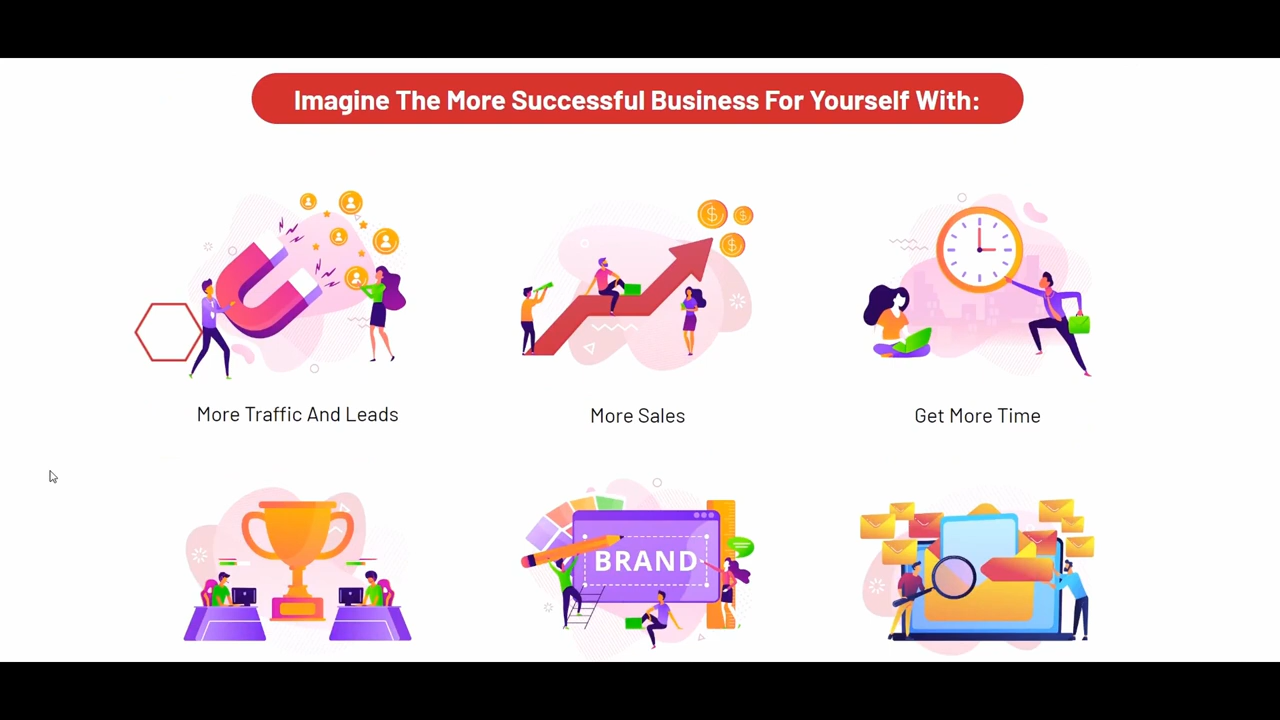 Imagine The More Successful Business For Yourself With:
More Traffic And Leads
More Sales
Get More Time
BRAND